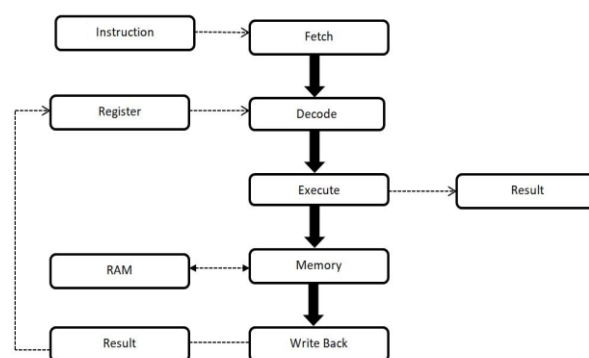 Instruction
Fetch
Register
Decode
Execute
Result
RAM
Memory
Result
Write Back